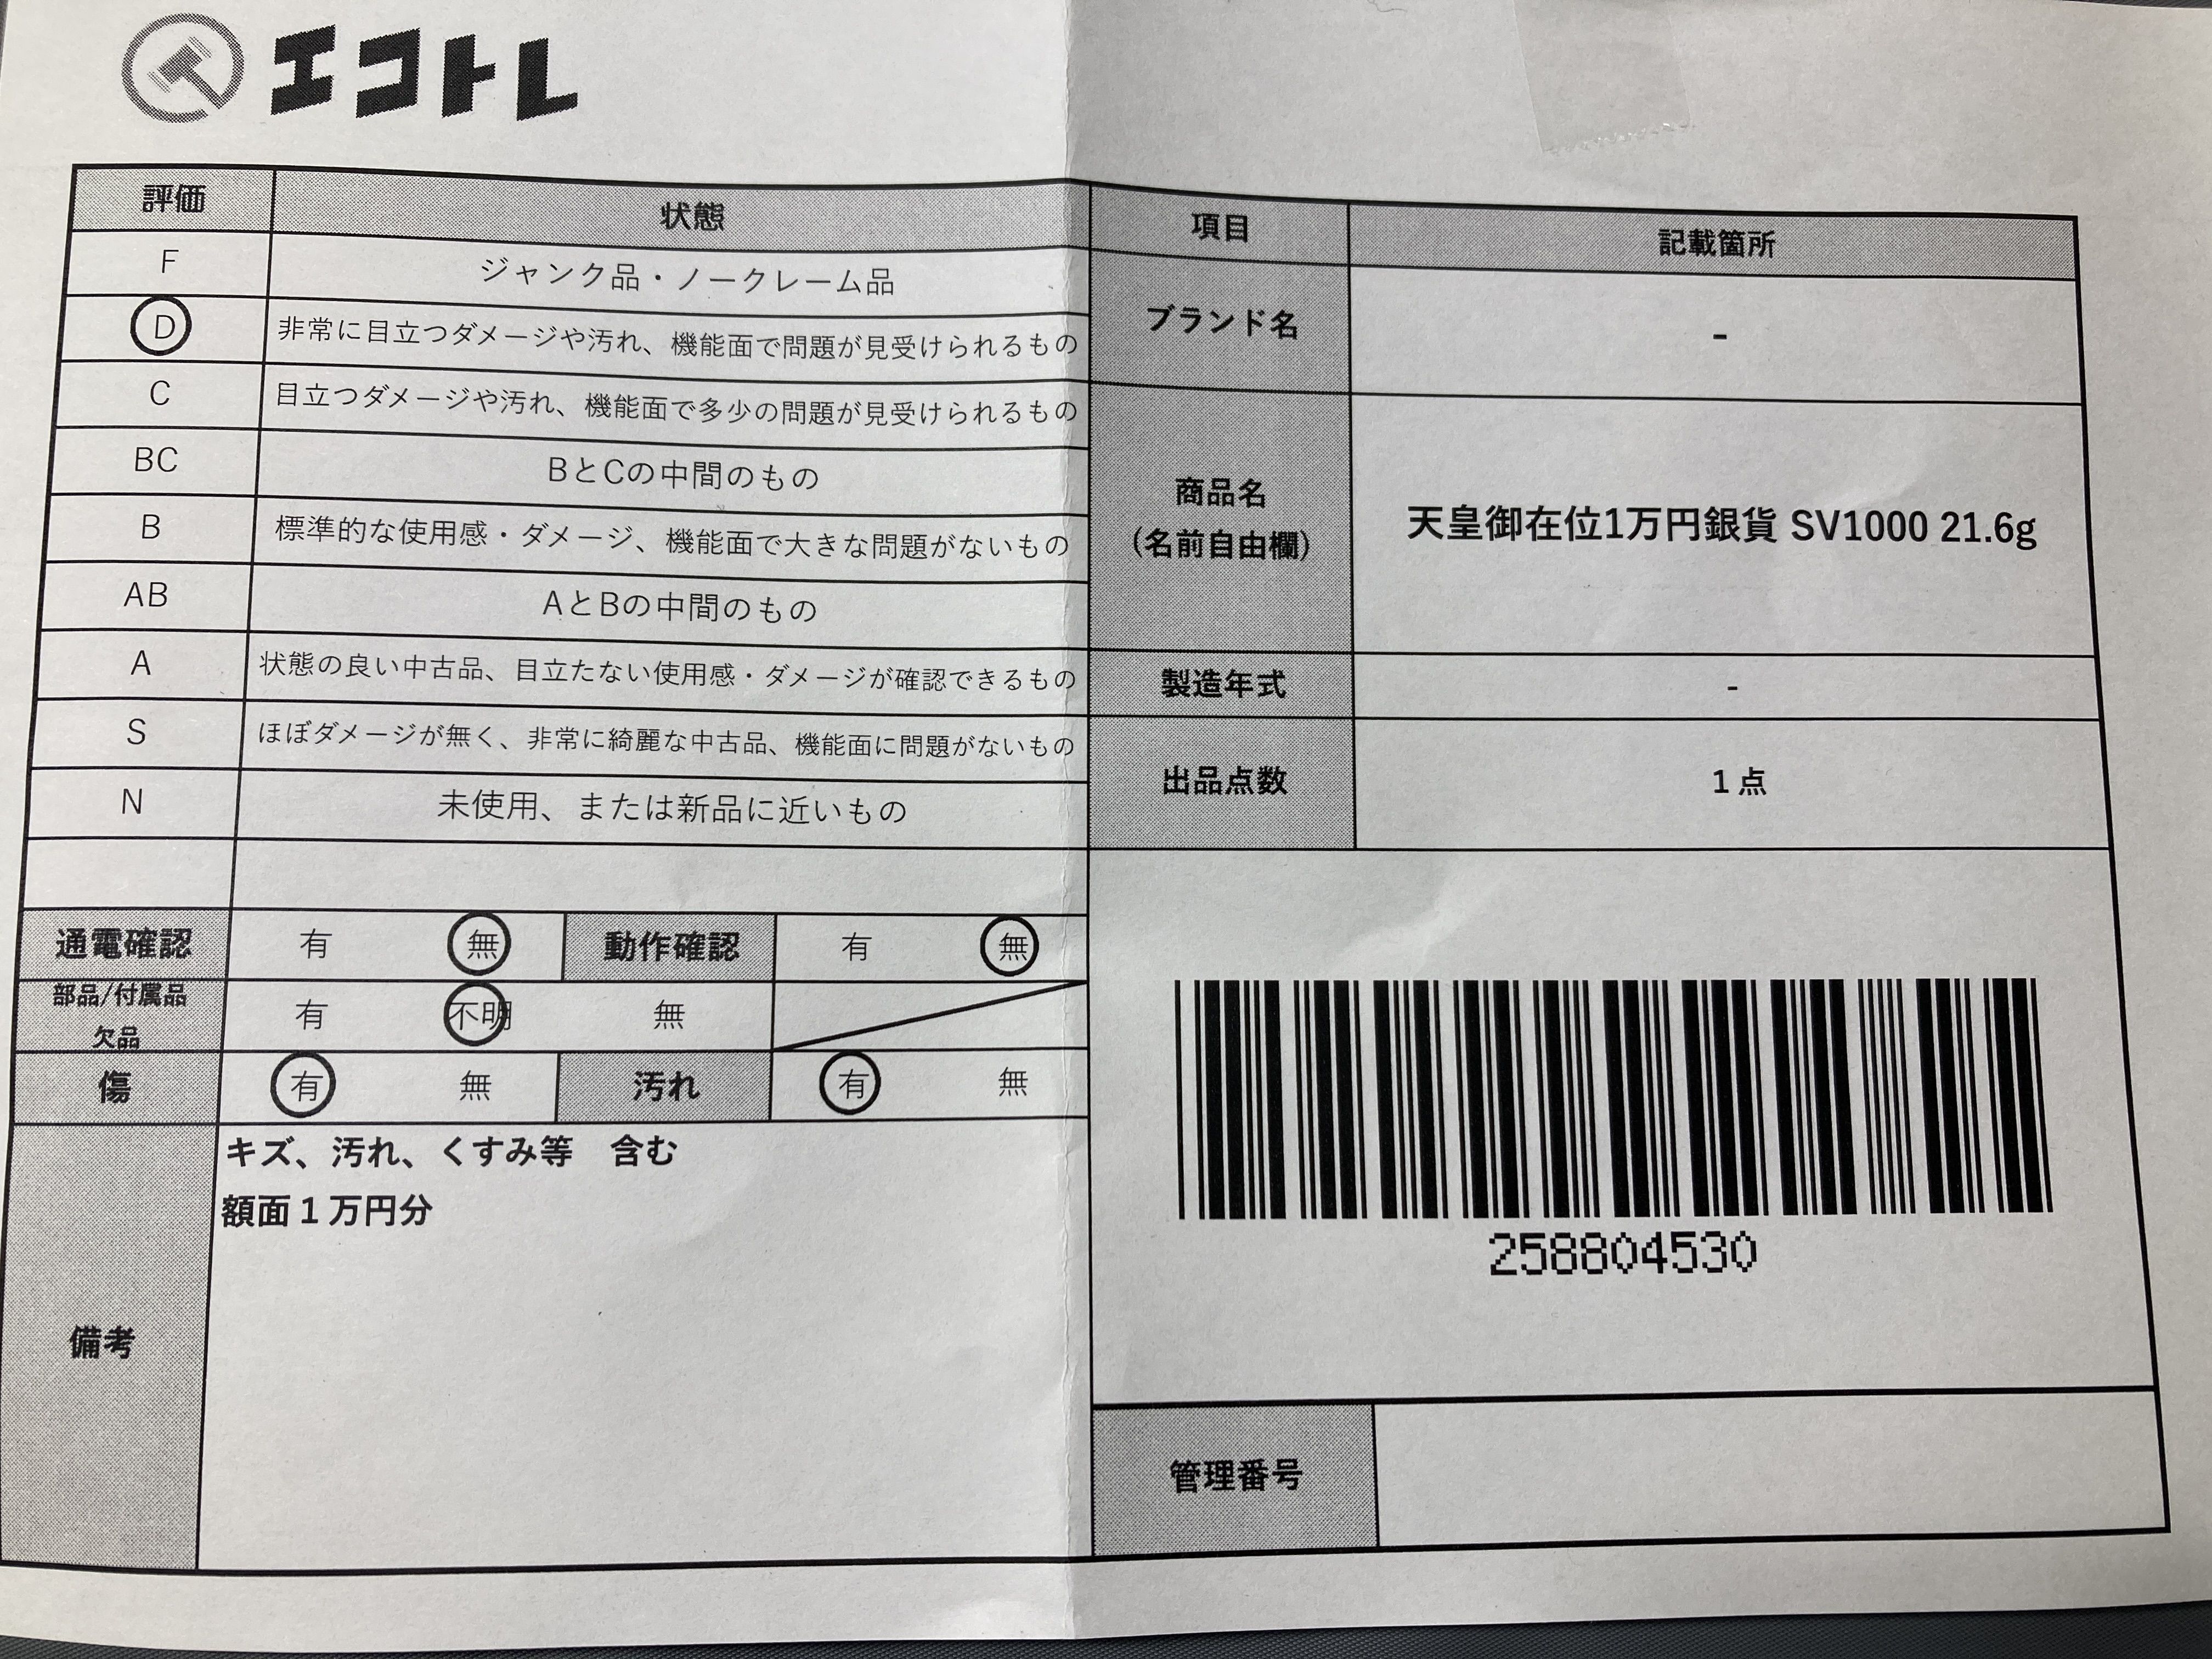 エコトレ
評価 状態
F ジャンク品・ノークレーム品
D 非常に目立つダメージや汚れ、機能面で問題が見受けられるもの
C 目立つダメージや汚れ、機能面で多少の問題が見受けられるもの
BC BとCの中間のもの
B 標準的な使用感・ダメージ、機能面で大きな問題がないもの
AB AとBの中間のもの
A 状態の良い中古品、目立たない使用感・ダメージが確認できるもの
S ほぼダメージが無く、非常に綺麗な中古品、機能面に問題がないもの
N 未使用、または新品に近いもの
通電確認 有 無 動作確認 有 無
部品/付属品
欠品 有 不明 無
傷 有 無 汚れ 有 無
備考
キズ、汚れ、くすみ等 含む
額面1万円分
項目 記載箇所
ブランド名 -
商品名
(名前自由欄)
天皇御在位1万円銀貨 SV1000 21.6g
製造年式 -
出品点数 1点
258804530
管理番号